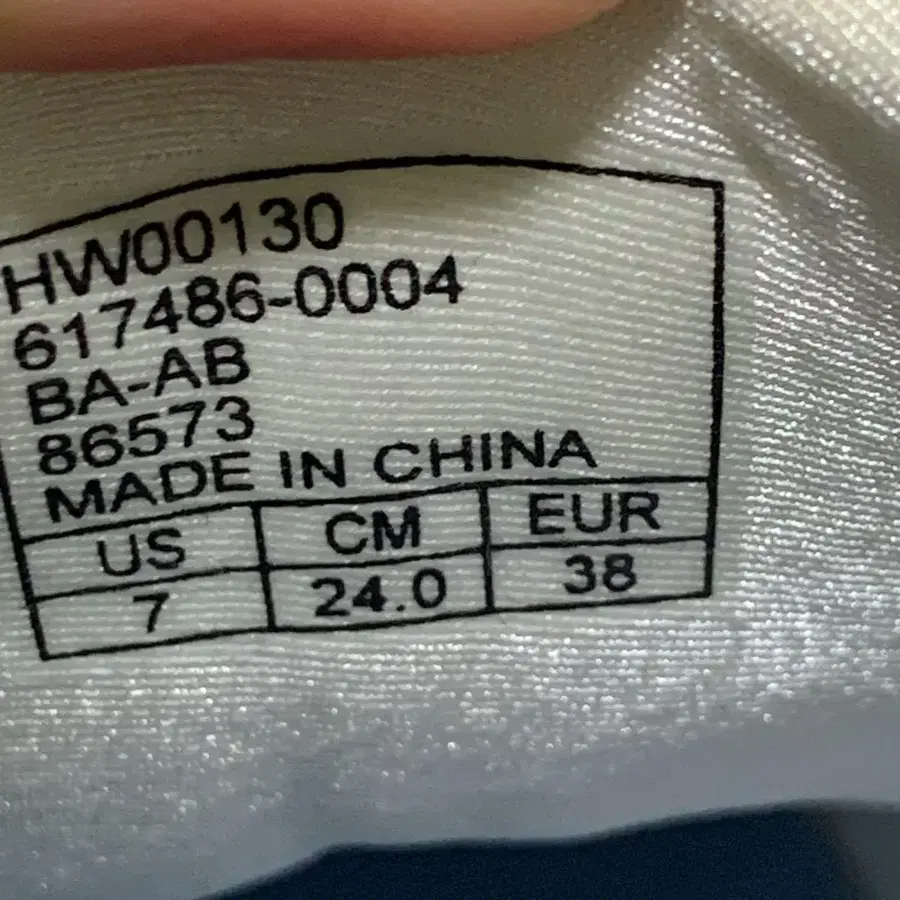 HW00130
617486-0004
BA-AB
86573
MADE IN CHINA
US CM EUR
7 24.0 38